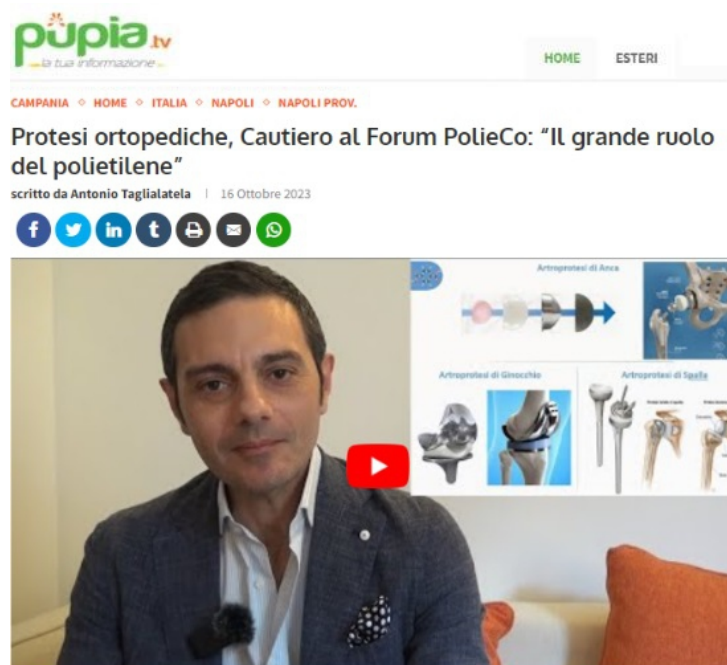 pupia.tv
la tua informazione
HOME ESTERI
CAMPANIA ◇ HOME ◇ ITALIA ◇ NAPOLI ◇ NAPOLI PROV.
Protesi ortopediche, Cautiero al Forum PolieCo: “Il grande ruolo
del polietilene”
scritto da Antonio Taglialatela | 16 Ottobre 2023
Artroprotesi di Anca
Artroprotesi di Ginocchio
Artroprotesi di Spalla